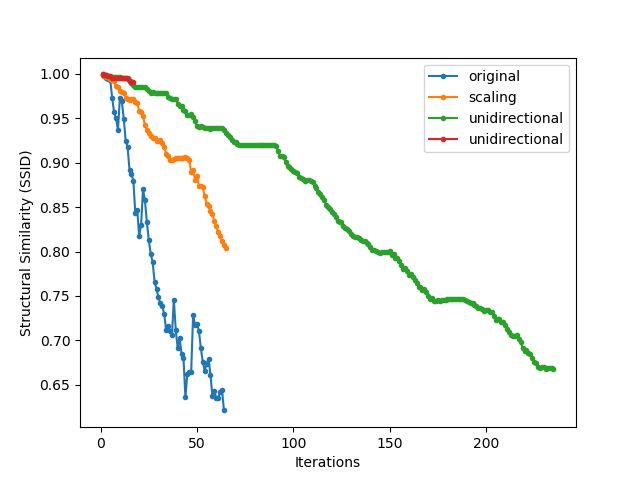 original
scaling
unidirectional
unidirectional
Structural Similarity (SSID)
1.00
0.95
0.90
0.85
0.80
0.75
0.70
0.65
0
50
100
150
200
Iterations